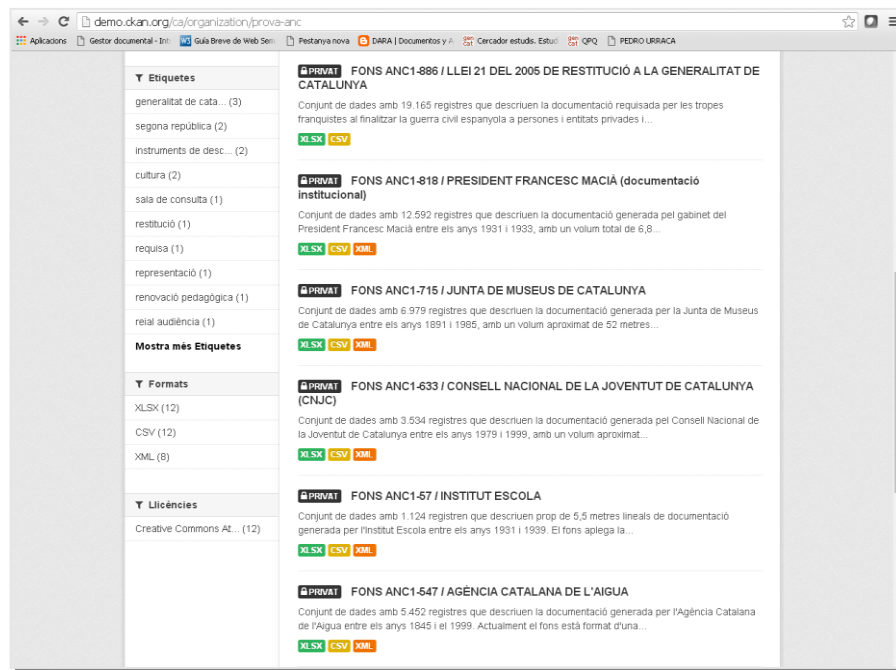 demo.ckan.org/ca/organization/prova-anc
Aplicacions Gestor documental - Int Guía Breve de Web Sem Pestanya nova DARA | Documentos y A Cercador estudis. Estud QPQ PEDRO URRACA
Etiquetes
generalitat de cata... (3)
segona república (2)
instruments de desc... (2)
cultura (2)
sala de consulta (1)
restitució (1)
requisa (1)
representació (1)
renovació pedagògica (1)
reial audiència (1)
Mostra més Etiquetes
Formats
XLSX (12)
CSV (12)
XML (8)
Llicències
Creative Commons At... (12)
PRIVAT FONS ANC1-886 / LLEI 21 DEL 2005 DE RESTITUCIÓ A LA GENERALITAT DE
CATALUNYA
Conjunt de dades amb 19.165 registres que descriuen la documentació requisada per les tropes
franquistes al finalitzar la guerra civil espanyola a persones i entitats privades i...
XLSX CSV
PRIVAT FONS ANC1-818 / PRESIDENT FRANCESC MACIÀ (documentació
institucional)
Conjunt de dades amb 12.592 registres que descriuen la documentació generada pel gabinet del
President Francesc Macià entre els anys 1931 i 1933, amb un volum total de 6,8...
XLSX CSV XML
PRIVAT FONS ANC1-715 / JUNTA DE MUSEUS DE CATALUNYA
Conjunt de dades amb 6.979 registres que descriuen la documentació generada per la Junta de Museus
de Catalunya entre els anys 1891 i 1985, amb un volum aproximat de 52 metres...
XLSX CSV XML
PRIVAT FONS ANC1-633 / CONSELL NACIONAL DE LA JOVENTUT DE CATALUNYA
(CNJC)
Conjunt de dades amb 3.534 registres que descriuen la documentació generada pel Consell Nacional de
la Joventut de Catalunya entre els anys 1979 i 1999, amb un volum aproximat...
XLSX CSV XML
PRIVAT FONS ANC1-57 / INSTITUT ESCOLA
Conjunt de dades amb 1.124 registren que descriuen prop de 5,5 metres lineals de documentació
generada per l'Institut Escola entre els anys 1931 i 1939. El fons aplega la...
XLSX CSV XML
PRIVAT FONS ANC1-547 / AGÈNCIA CATALANA DE L'AIGUA
Conjunt de dades amb 5.452 registres que descriuen la documentació generada per l'Agència Catalana
de l'Aigua entre els anys 1845 i el 1999. Actualment el fons està format d'una...
XLSX CSV XML